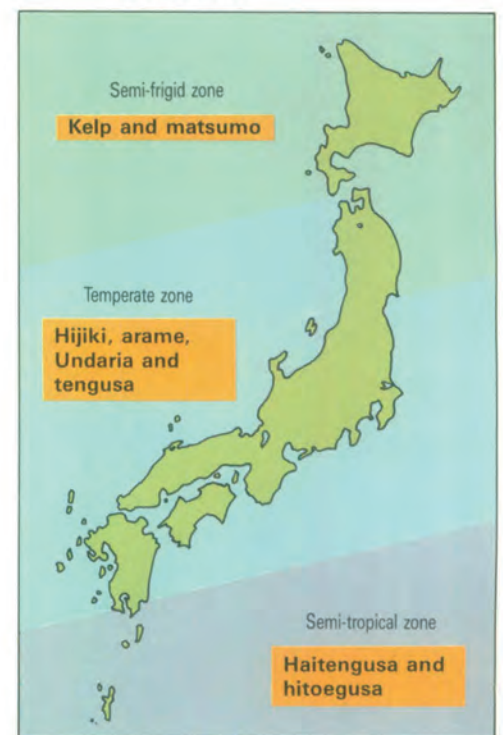 Semi-frigid zone
Kelp and matsumo
Temperate zone
Hijiki, arame,
Undaria and
tengusa
Semi-tropical zone
Haitengusa and
hitoegusa